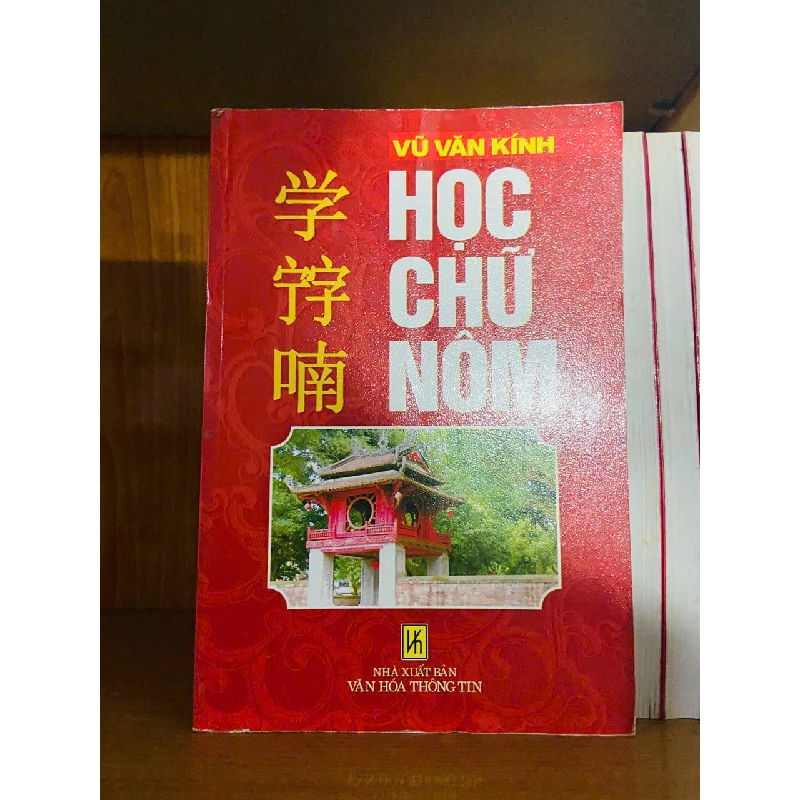 VŨ VĂN KÍNH
学 HỌC
𡨸 CHỮ
喃 NÔM
NHÀ XUẤT BẢN
VĂN HÓA THÔNG TIN